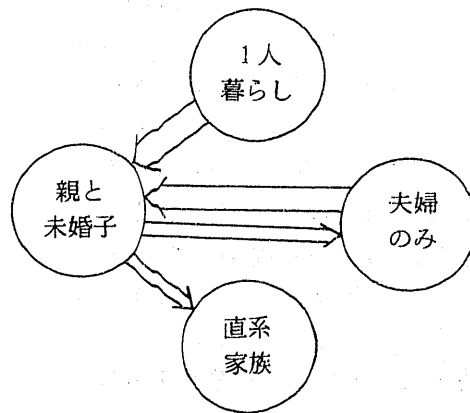 1人
暮らし
親と
未婚子
夫婦
のみ
直系
家族